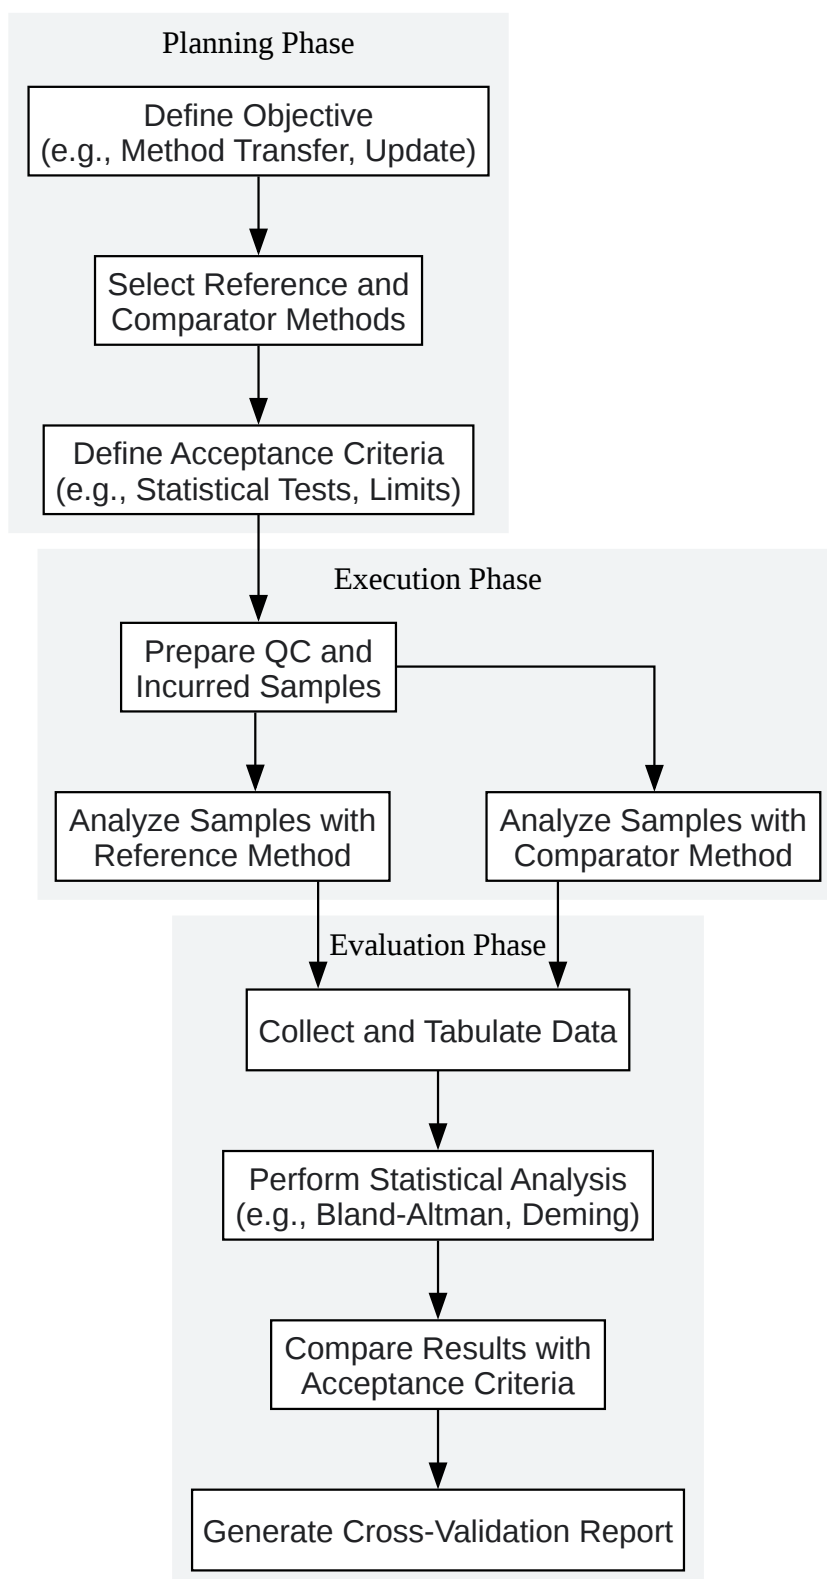 Planning Phase
Define Objective
(e.g., Method Transfer, Update)
Select Reference and
Comparator Methods
Define Acceptance Criteria
(e.g., Statistical Tests, Limits)
Execution Phase
Prepare QC and
Incurred Samples
Analyze Samples with
Reference Method
Analyze Samples with
Comparator Method
Evaluation Phase
Collect and Tabulate Data
Perform Statistical Analysis
(e.g., Bland-Altman, Deming)
Compare Results with
Acceptance Criteria
Generate Cross-Validation Report